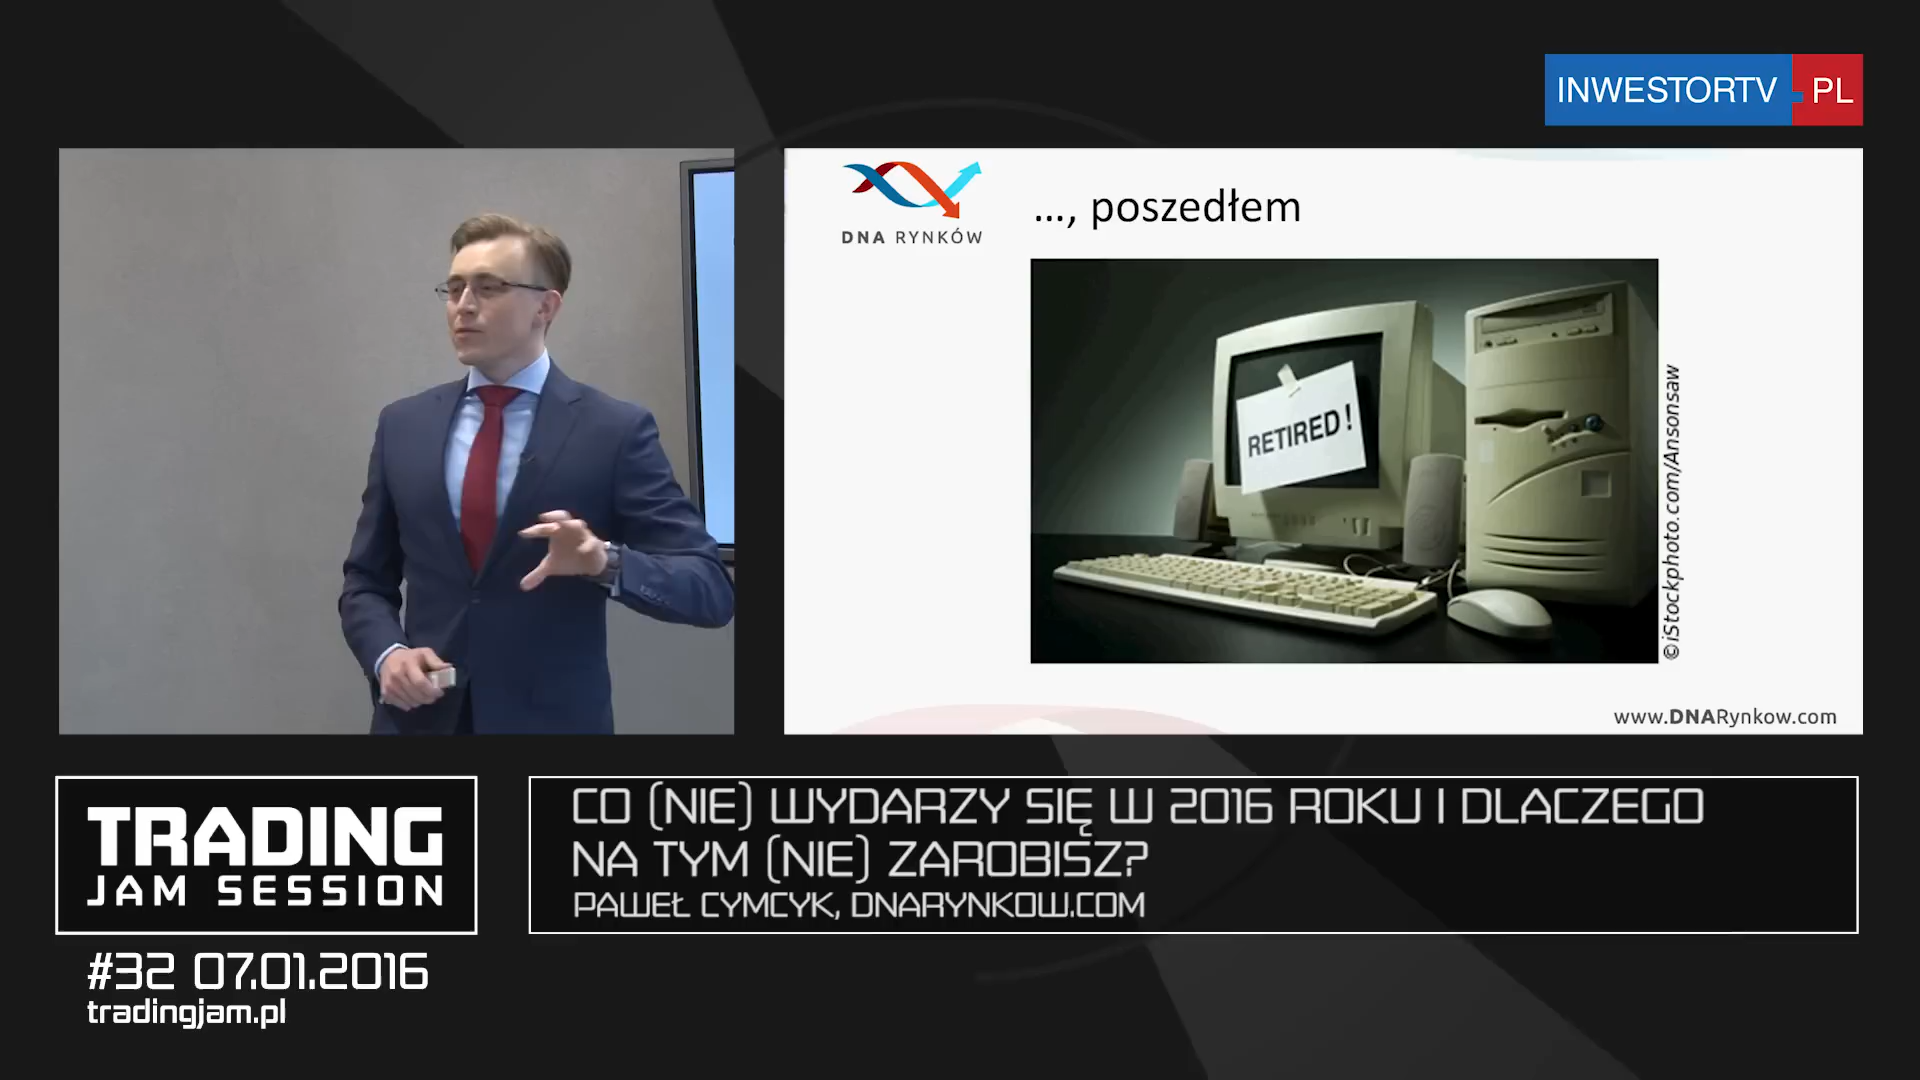 INWESTORTV.PL
DNA RYNKÓW
..., poszedłem
RETIRED!
©iStockphoto.com/Ansonsaw
www.DNARynkow.com
TRADING
JAM SESSION
#32 07.01.2016
tradingjam.pl
CO (NIE) WYDARZY SIĘ W 2016 ROKU I DLACZEGO
NA TYM (NIE) ZAROBISZ?
PAWEŁ CYMCYK, DNARYNKOW.COM